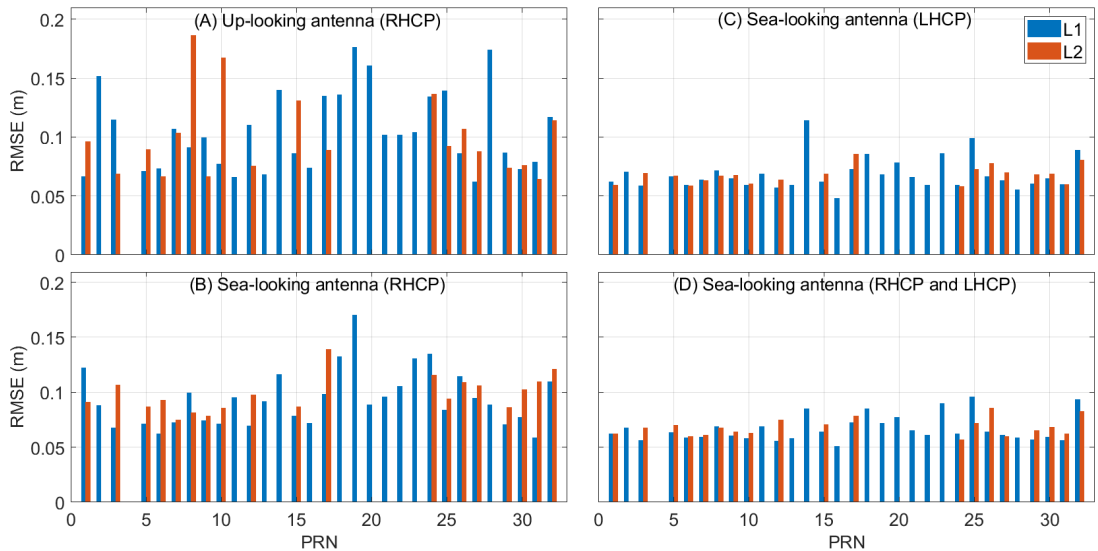 (A) Up-looking antenna (RHCP)
0.2
0.15
0.1
0.05
0
RMSE (m)
(C) Sea-looking antenna (LHCP)
L1
L2
(B) Sea-looking antenna (RHCP)
0.2
0.15
0.1
0.05
0
RMSE (m)
0 5 10 15 20 25 30
PRN
(D) Sea-looking antenna (RHCP and LHCP)
0 5 10 15 20 25 30
PRN